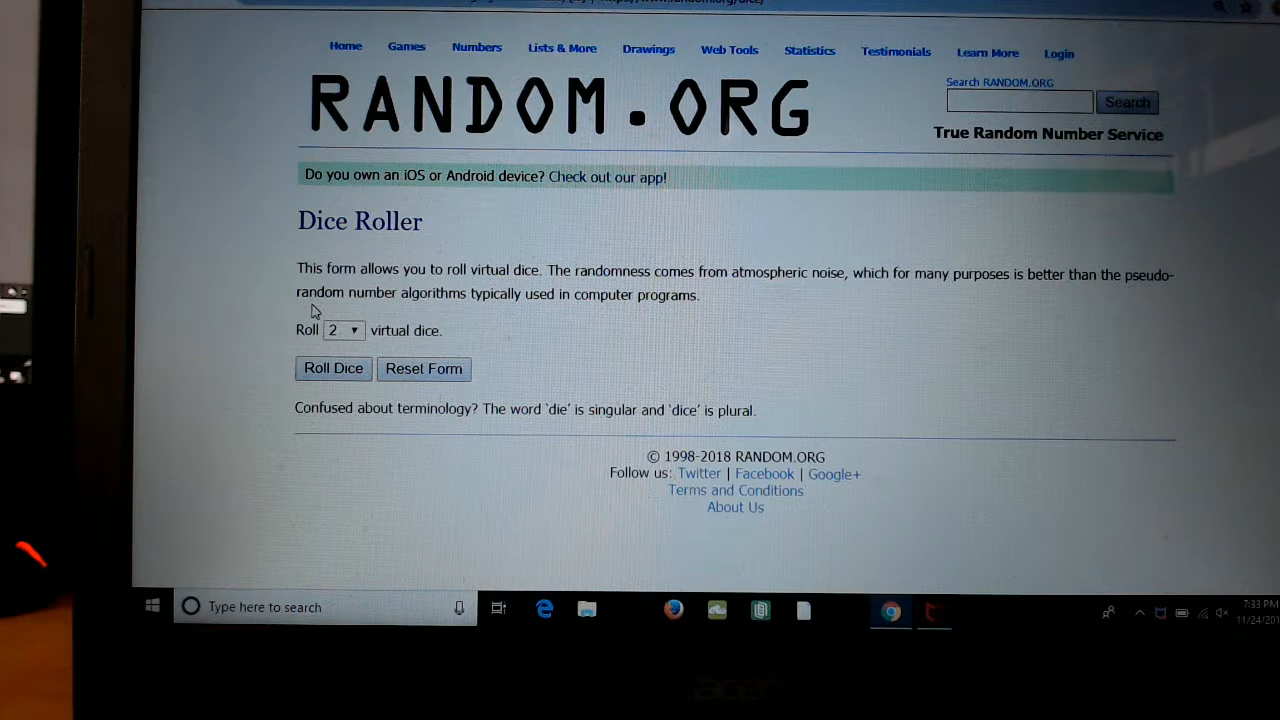 Home Games Numbers Lists & More Drawings Web Tools Statistics Testimonials Learn More Login
RANDOM.ORG
Search RANDOM.ORG
Search
True Random Number Service
Do you own an iOS or Android device? Check out our app!
Dice Roller
This form allows you to roll virtual dice. The randomness comes from atmospheric noise, which for many purposes is better than the pseudo-
random number algorithms typically used in computer programs.
Roll 2 virtual dice.
Roll Dice Reset Form
Confused about terminology? The word ‘die’ is singular and ‘dice’ is plural.
© 1998-2018 RANDOM.ORG
Follow us: Twitter | Facebook | Google+
Terms and Conditions
About Us
Type here to search
7:33 PM
acer